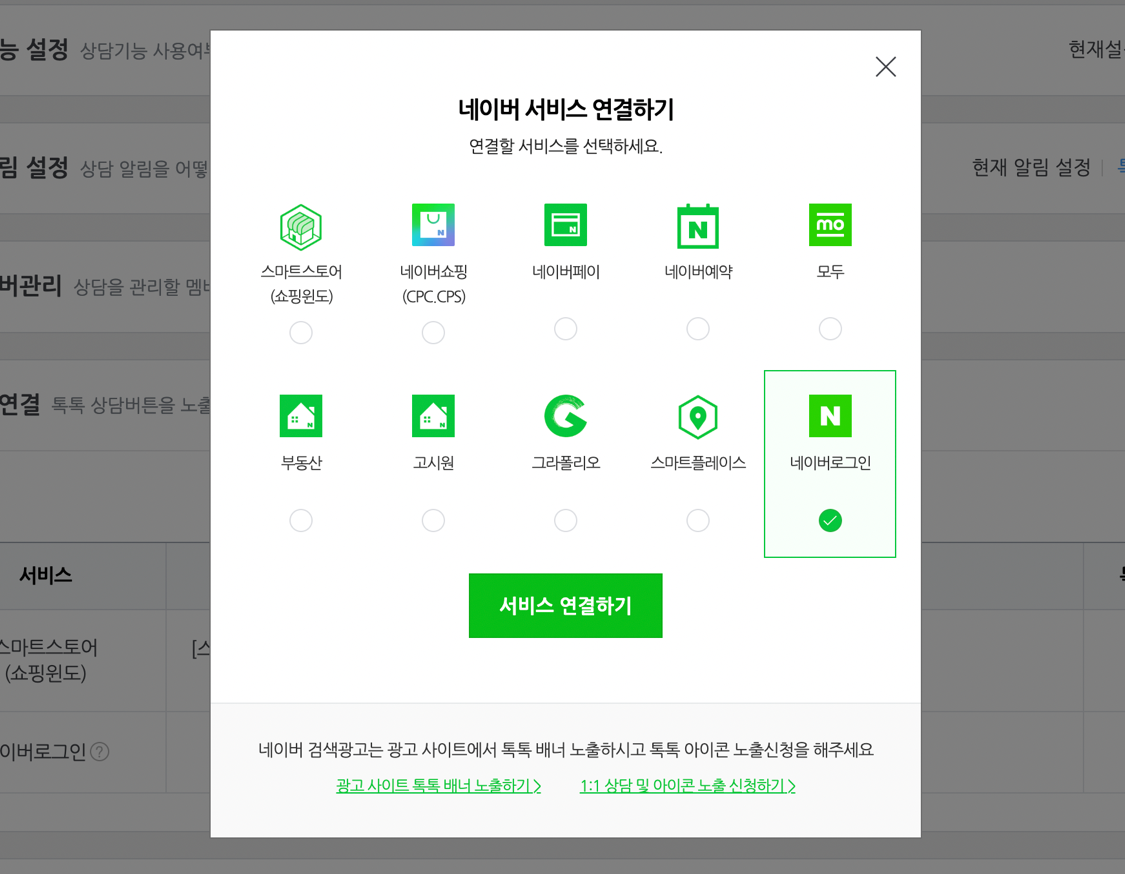 능 설정 상담기능 사용여부
현재설정
림 설정 상담 알림을 어떻
현재 알림 설정
버관리 상담을 관리할 멤버
연결 톡톡 상담버튼을 노출
서비스
스마트스토어
(쇼핑윈도)
[스
이버로그인 ?
네이버 서비스 연결하기
연결할 서비스를 선택하세요.
스마트스토어
(쇼핑윈도)
네이버쇼핑
(CPC.CPS)
네이버페이
네이버예약
mo
모두
부동산
고시원
그라폴리오
스마트플레이스
N
네이버로그인
서비스 연결하기
네이버 검색광고는 광고 사이트에서 톡톡 배너 노출하시고 톡톡 아이콘 노출신청을 해주세요
광고 사이트 톡톡 배너 노출하기 >
1:1 상담 및 아이콘 노출 신청하기 >